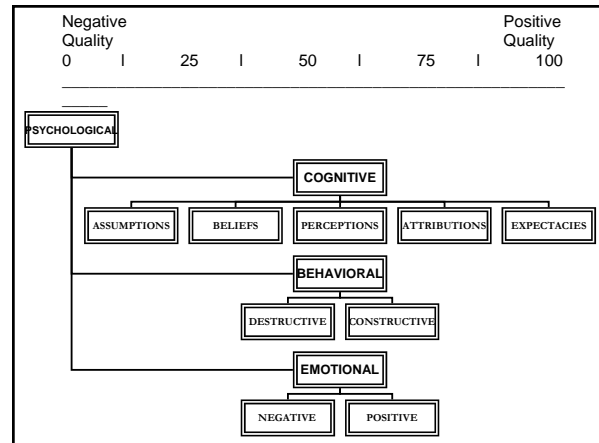 Negative Positive
Quality Quality
0 I 25 I 50 I 75 I 100
PSYCHOLOGICAL
COGNITIVE
ASSUMPTIONS BELIEFS PERCEPTIONS ATTRIBUTIONS EXPECTACIES
BEHAVIORAL
DESTRUCTIVE CONSTRUCTIVE
EMOTIONAL
NEGATIVE POSITIVE